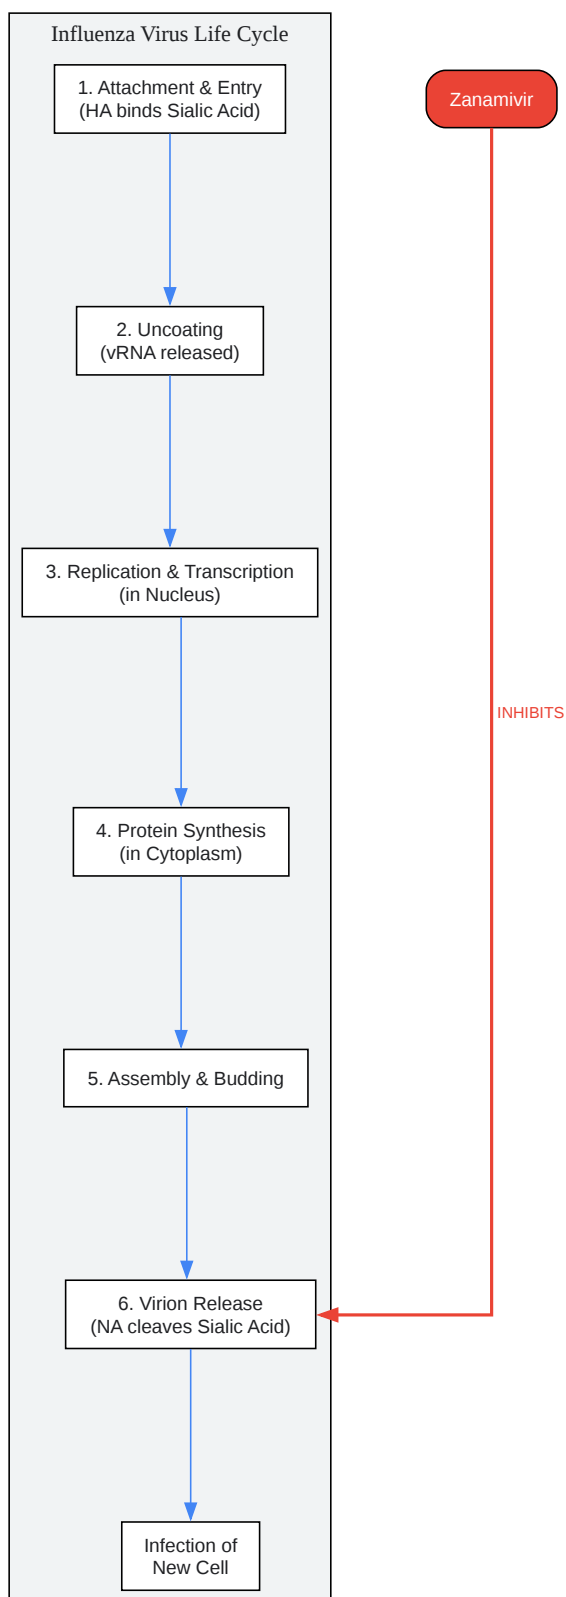 Influenza Virus Life Cycle
1. Attachment & Entry
(HA binds Sialic Acid)
Zanamivir
2. Uncoating
(vRNA released)
3. Replication & Transcription
(in Nucleus)
INHIBITS
4. Protein Synthesis
(in Cytoplasm)
5. Assembly & Budding
6. Virion Release
(NA cleaves Sialic Acid)
Infection of
New Cell